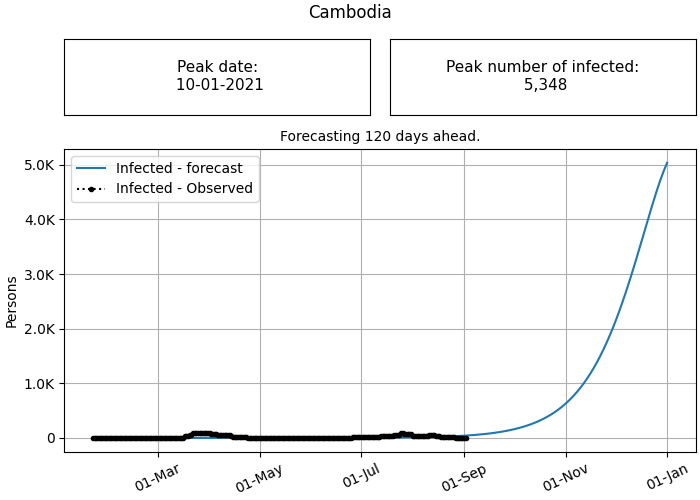 Cambodia
Peak date:
10-01-2021
Peak number of infected:
5,348
Forecasting 120 days ahead.
Infected - forecast
Infected - Observed
5.0K
4.0K
3.0K
2.0K
1.0K
0
Persons
01-Mar
01-May
01-Jul
01-Sep
01-Nov
01-Jan